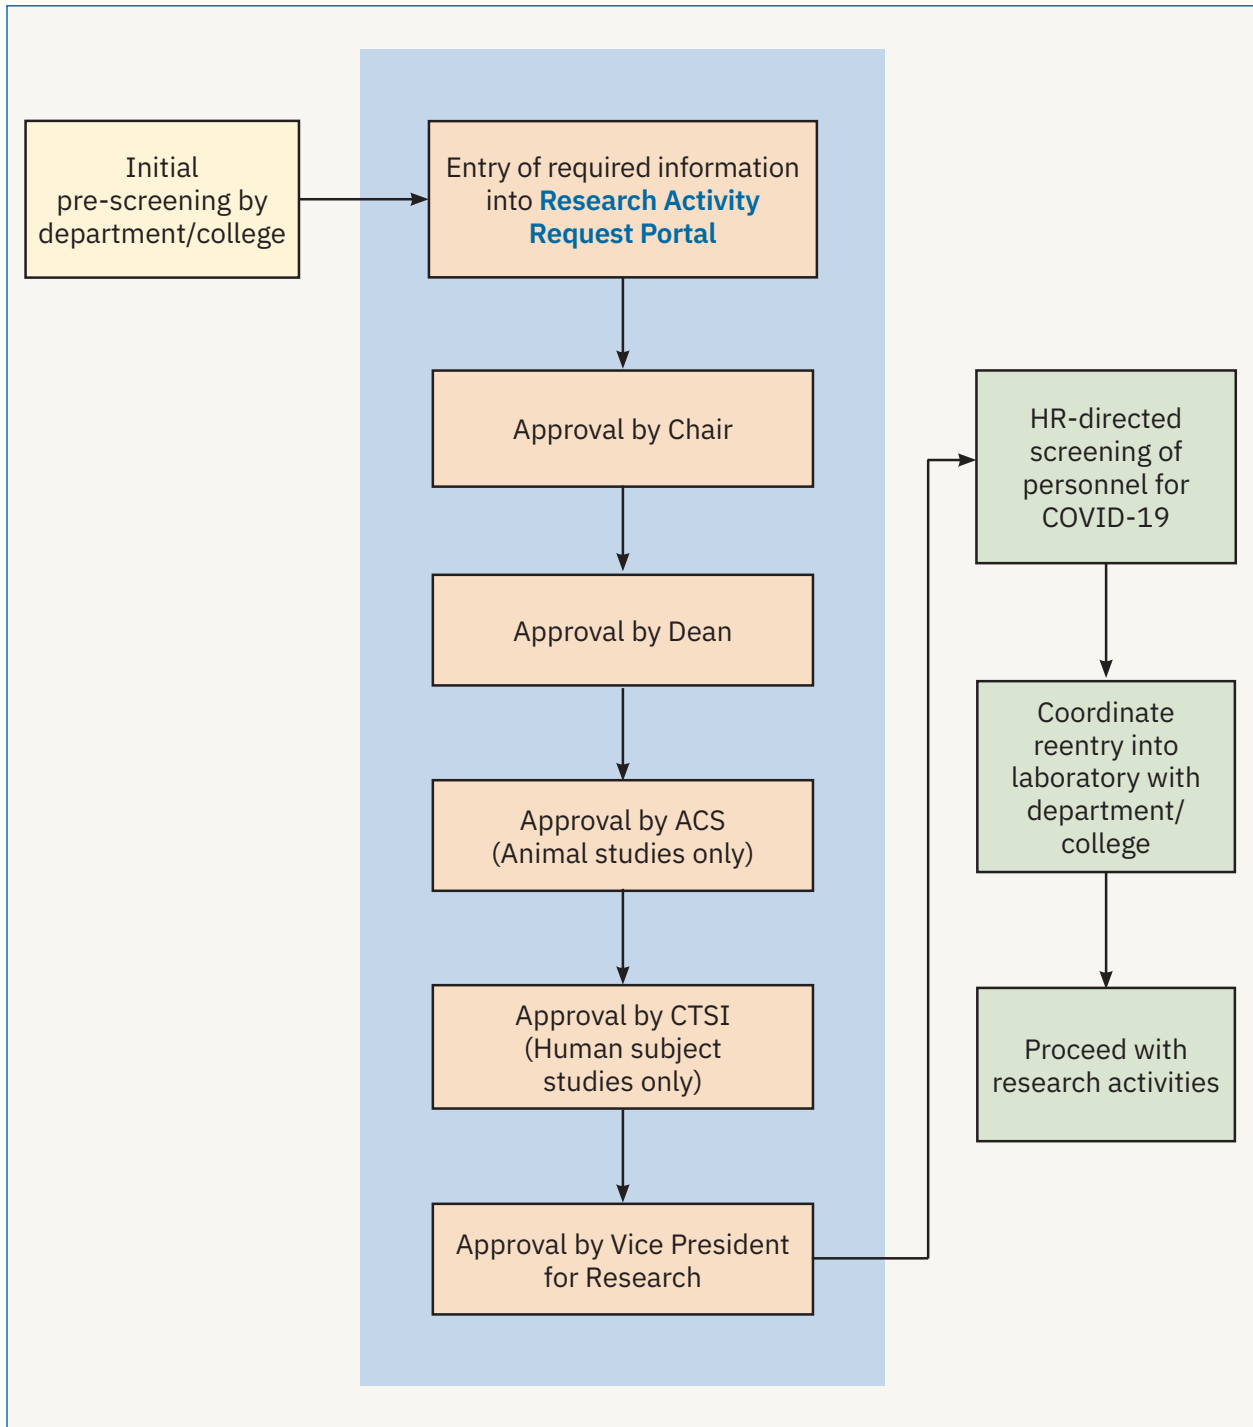 Initial
pre-screening by
department/college
Entry of required information
into Research Activity
Request Portal
Approval by Chair
Approval by Dean
Approval by ACS
(Animal studies only)
Approval by CTSI
(Human subject
studies only)
Approval by Vice President
for Research
HR-directed
screening of
personnel for
COVID-19
Coordinate
reentry into
laboratory with
department/
college
Proceed with
research activities